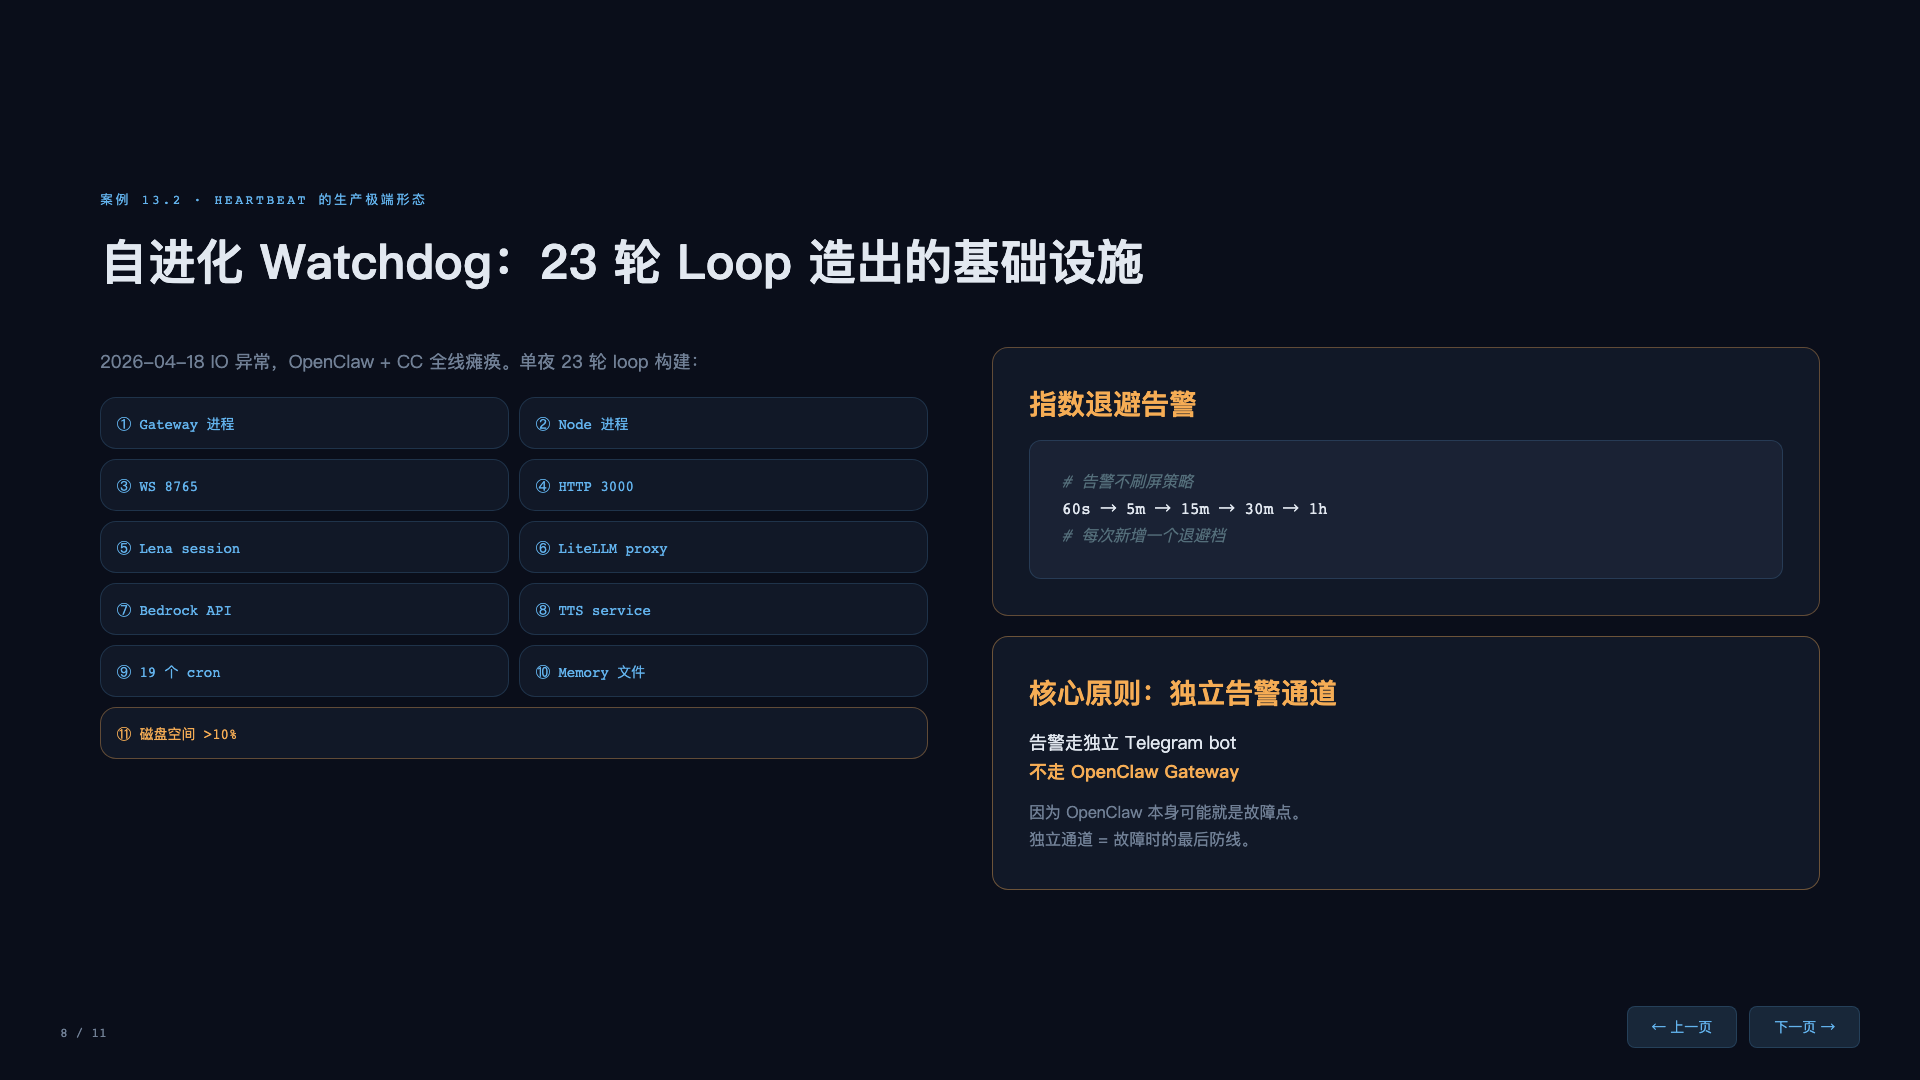 案例 13.2 · HEARTBEAT 的生产极端形态
自进化 Watchdog：23 轮 Loop 造出的基础设施
2026-04-18 IO 异常，OpenClaw + CC 全线瘫痪。单夜 23 轮 loop 构建：
① Gateway 进程
② Node 进程
③ WS 8765
④ HTTP 3000
⑤ Lena session
⑥ LiteLLM proxy
⑦ Bedrock API
⑧ TTS service
⑨ 19 个 cron
⑩ Memory 文件
⑪ 磁盘空间 >10%
指数退避告警
# 告警不刷屏策略
60s → 5m → 15m → 30m → 1h
# 每次新增一个退避档
核心原则：独立告警通道
告警走独立 Telegram bot
不走 OpenClaw Gateway
因为 OpenClaw 本身可能就是故障点。
独立通道 = 故障时的最后防线。
8 / 11
← 上一页
下一页 →